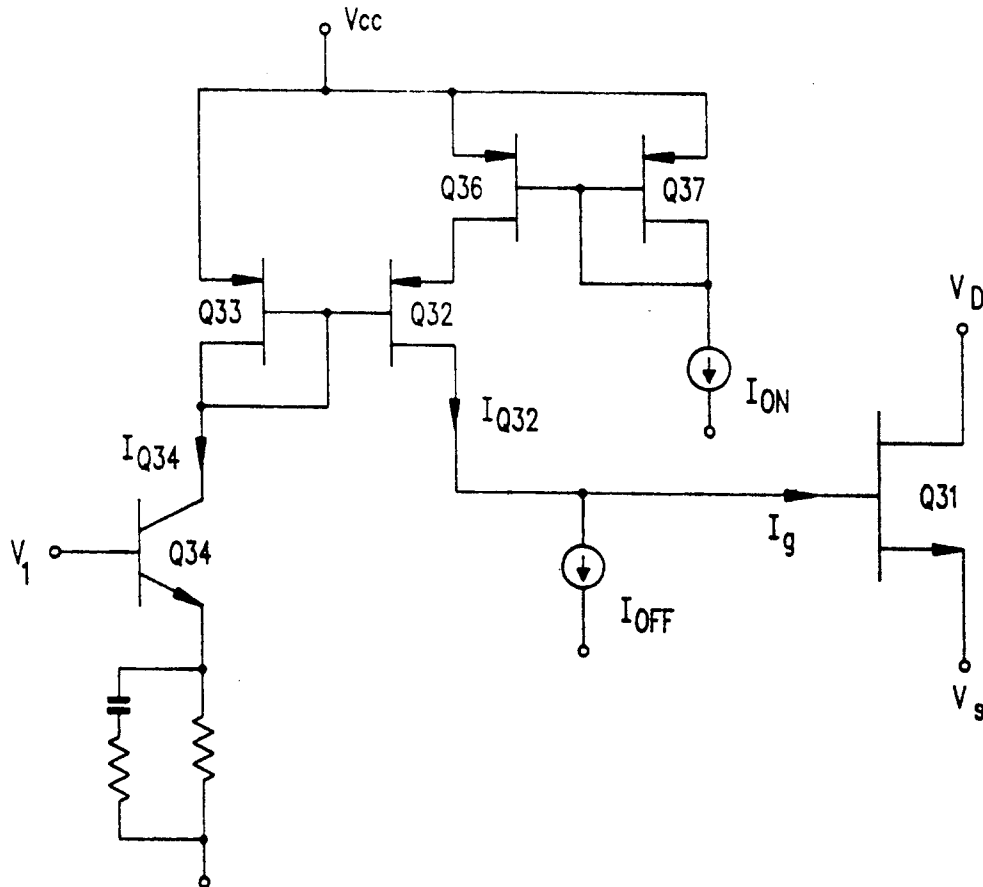 Vcc
Q36
Q37
Q33
Q32
V_D
I_ON
I_Q32
I_Q34
Q31
I_g
V_1
Q34
I_OFF
V_s